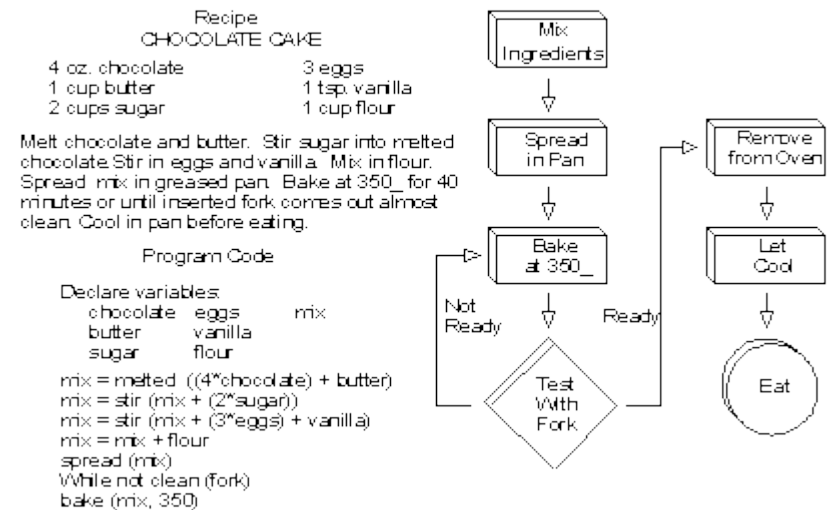 Recipe
CHOCOLATE CAKE
4 oz. chocolate 3 eggs
1 cup butter 1 tsp. vanilla
2 cups sugar 1 cup flour
Melt chocolate and butter. Stir sugar into melted
chocolate.Stir in eggs and vanilla. Mix in flour.
Spread mix in greased pan. Bake at 350_ for 40
minutes or until inserted fork comes out almost
clean. Cool in pan before eating.
Program Code
Declare variables:
chocolate eggs mix
butter vanilla
sugar flour
mix = melted ((4*chocolate) + butter)
mix = stir (mix + (2*sugar))
mix = stir (mix + (3*eggs) + vanilla)
mix = mix + flour
spread (mix)
While not clean (fork)
bake (mix, 350)
Mix
Ingredients
Spread
in Pan
Bake
at 350_
Not
Ready
Test
With
Fork
Ready
Remove
from Oven
Let
Cool
Eat